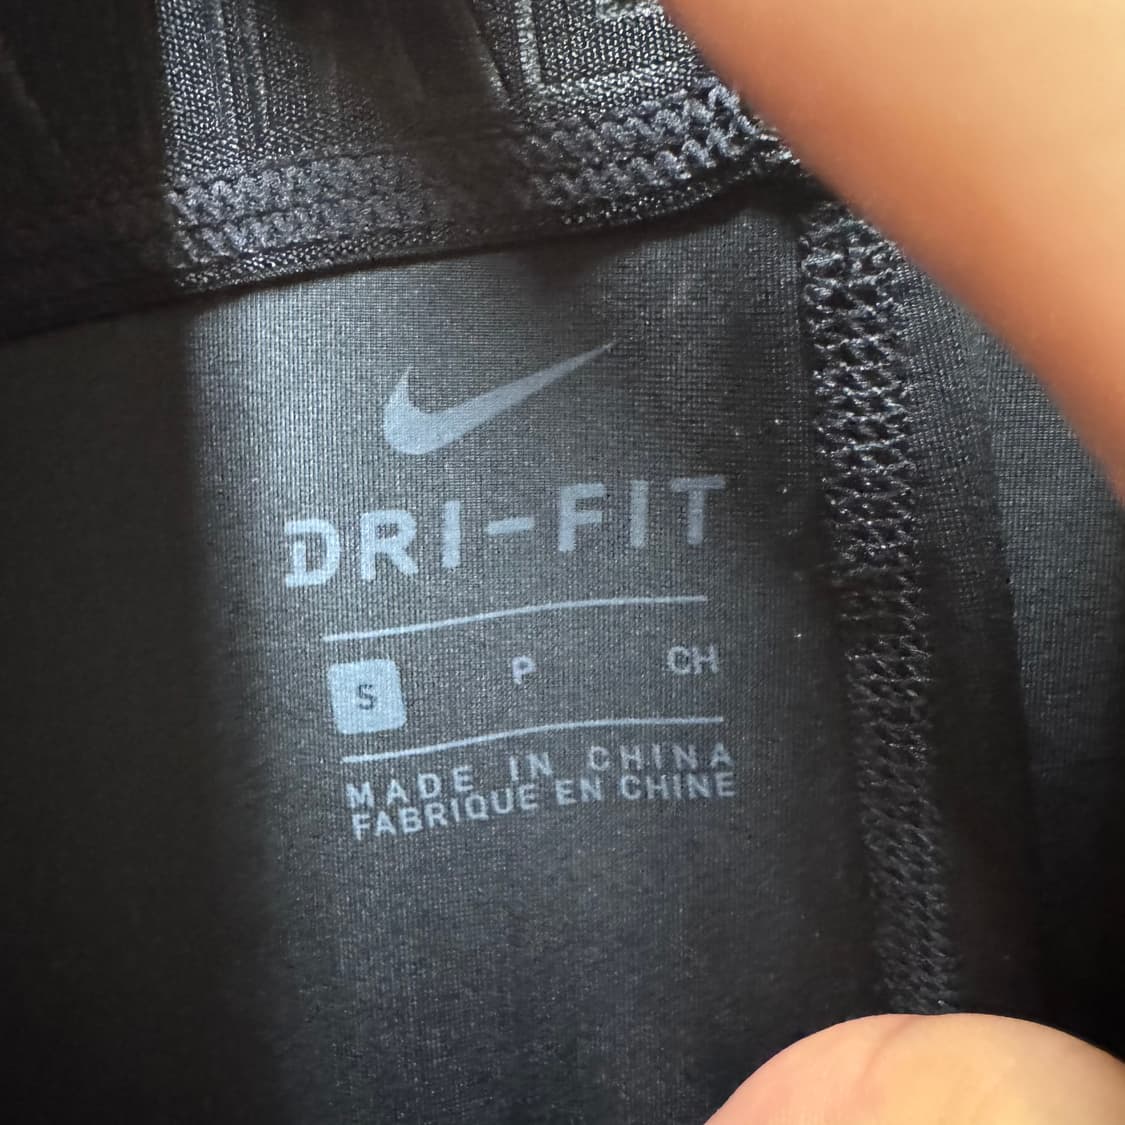 DRI-FIT
S P CH
MADE IN CHINA
FABRIQUE EN CHINE